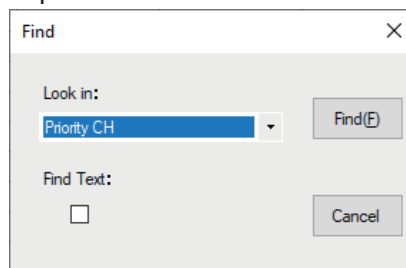 Find
Look in:
Priority CH
Find(F)
Find Text:
Cancel